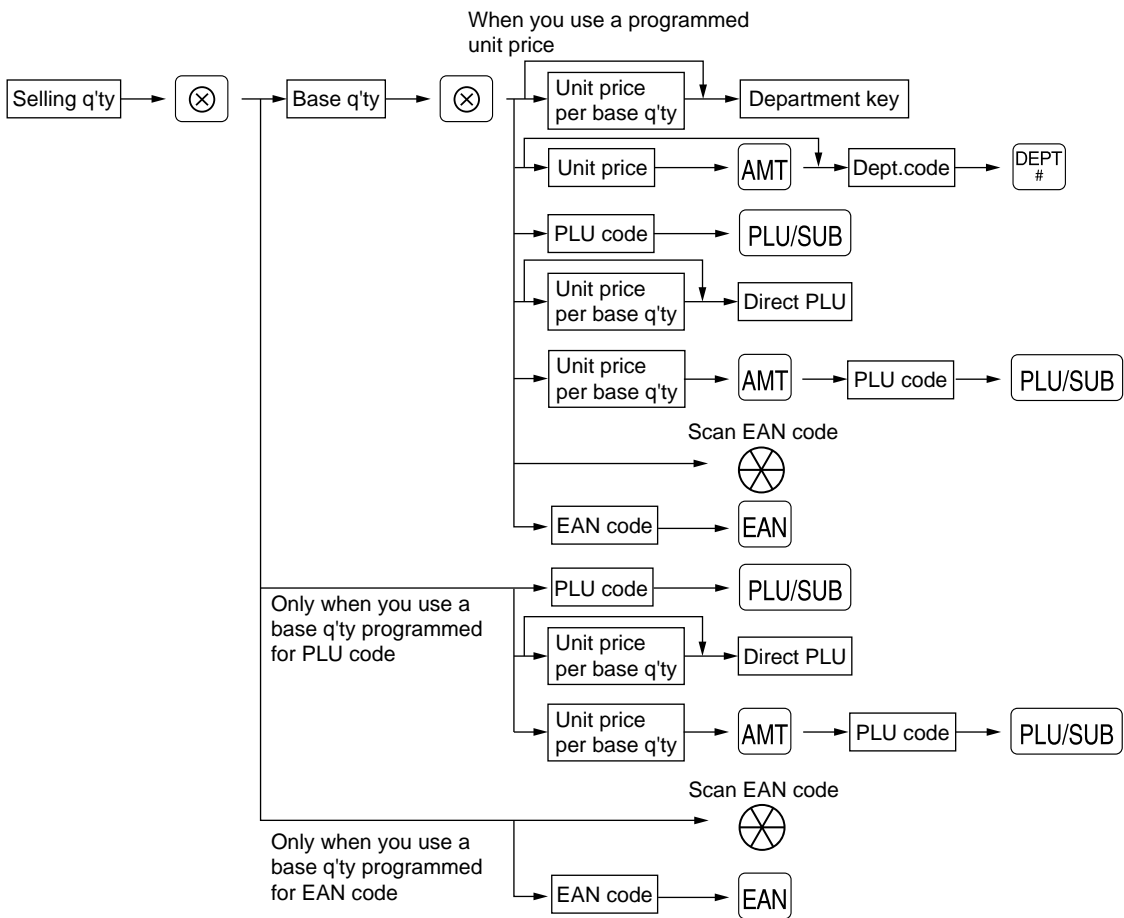 When you use a programmed
unit price
Selling q'ty
⊗
Base q'ty
⊗
Unit price
per base q'ty
Department key
Unit price
AMT
Dept.code
DEPT
#
PLU code
PLU/SUB
Unit price
per base q'ty
Direct PLU
Unit price
per base q'ty
AMT
PLU code
PLU/SUB
Scan EAN code
EAN code
EAN
Only when you use a
base q'ty programmed
for PLU code
PLU code
PLU/SUB
Unit price
per base q'ty
Direct PLU
Unit price
per base q'ty
AMT
PLU code
PLU/SUB
Scan EAN code
Only when you use a
base q'ty programmed
for EAN code
EAN code
EAN